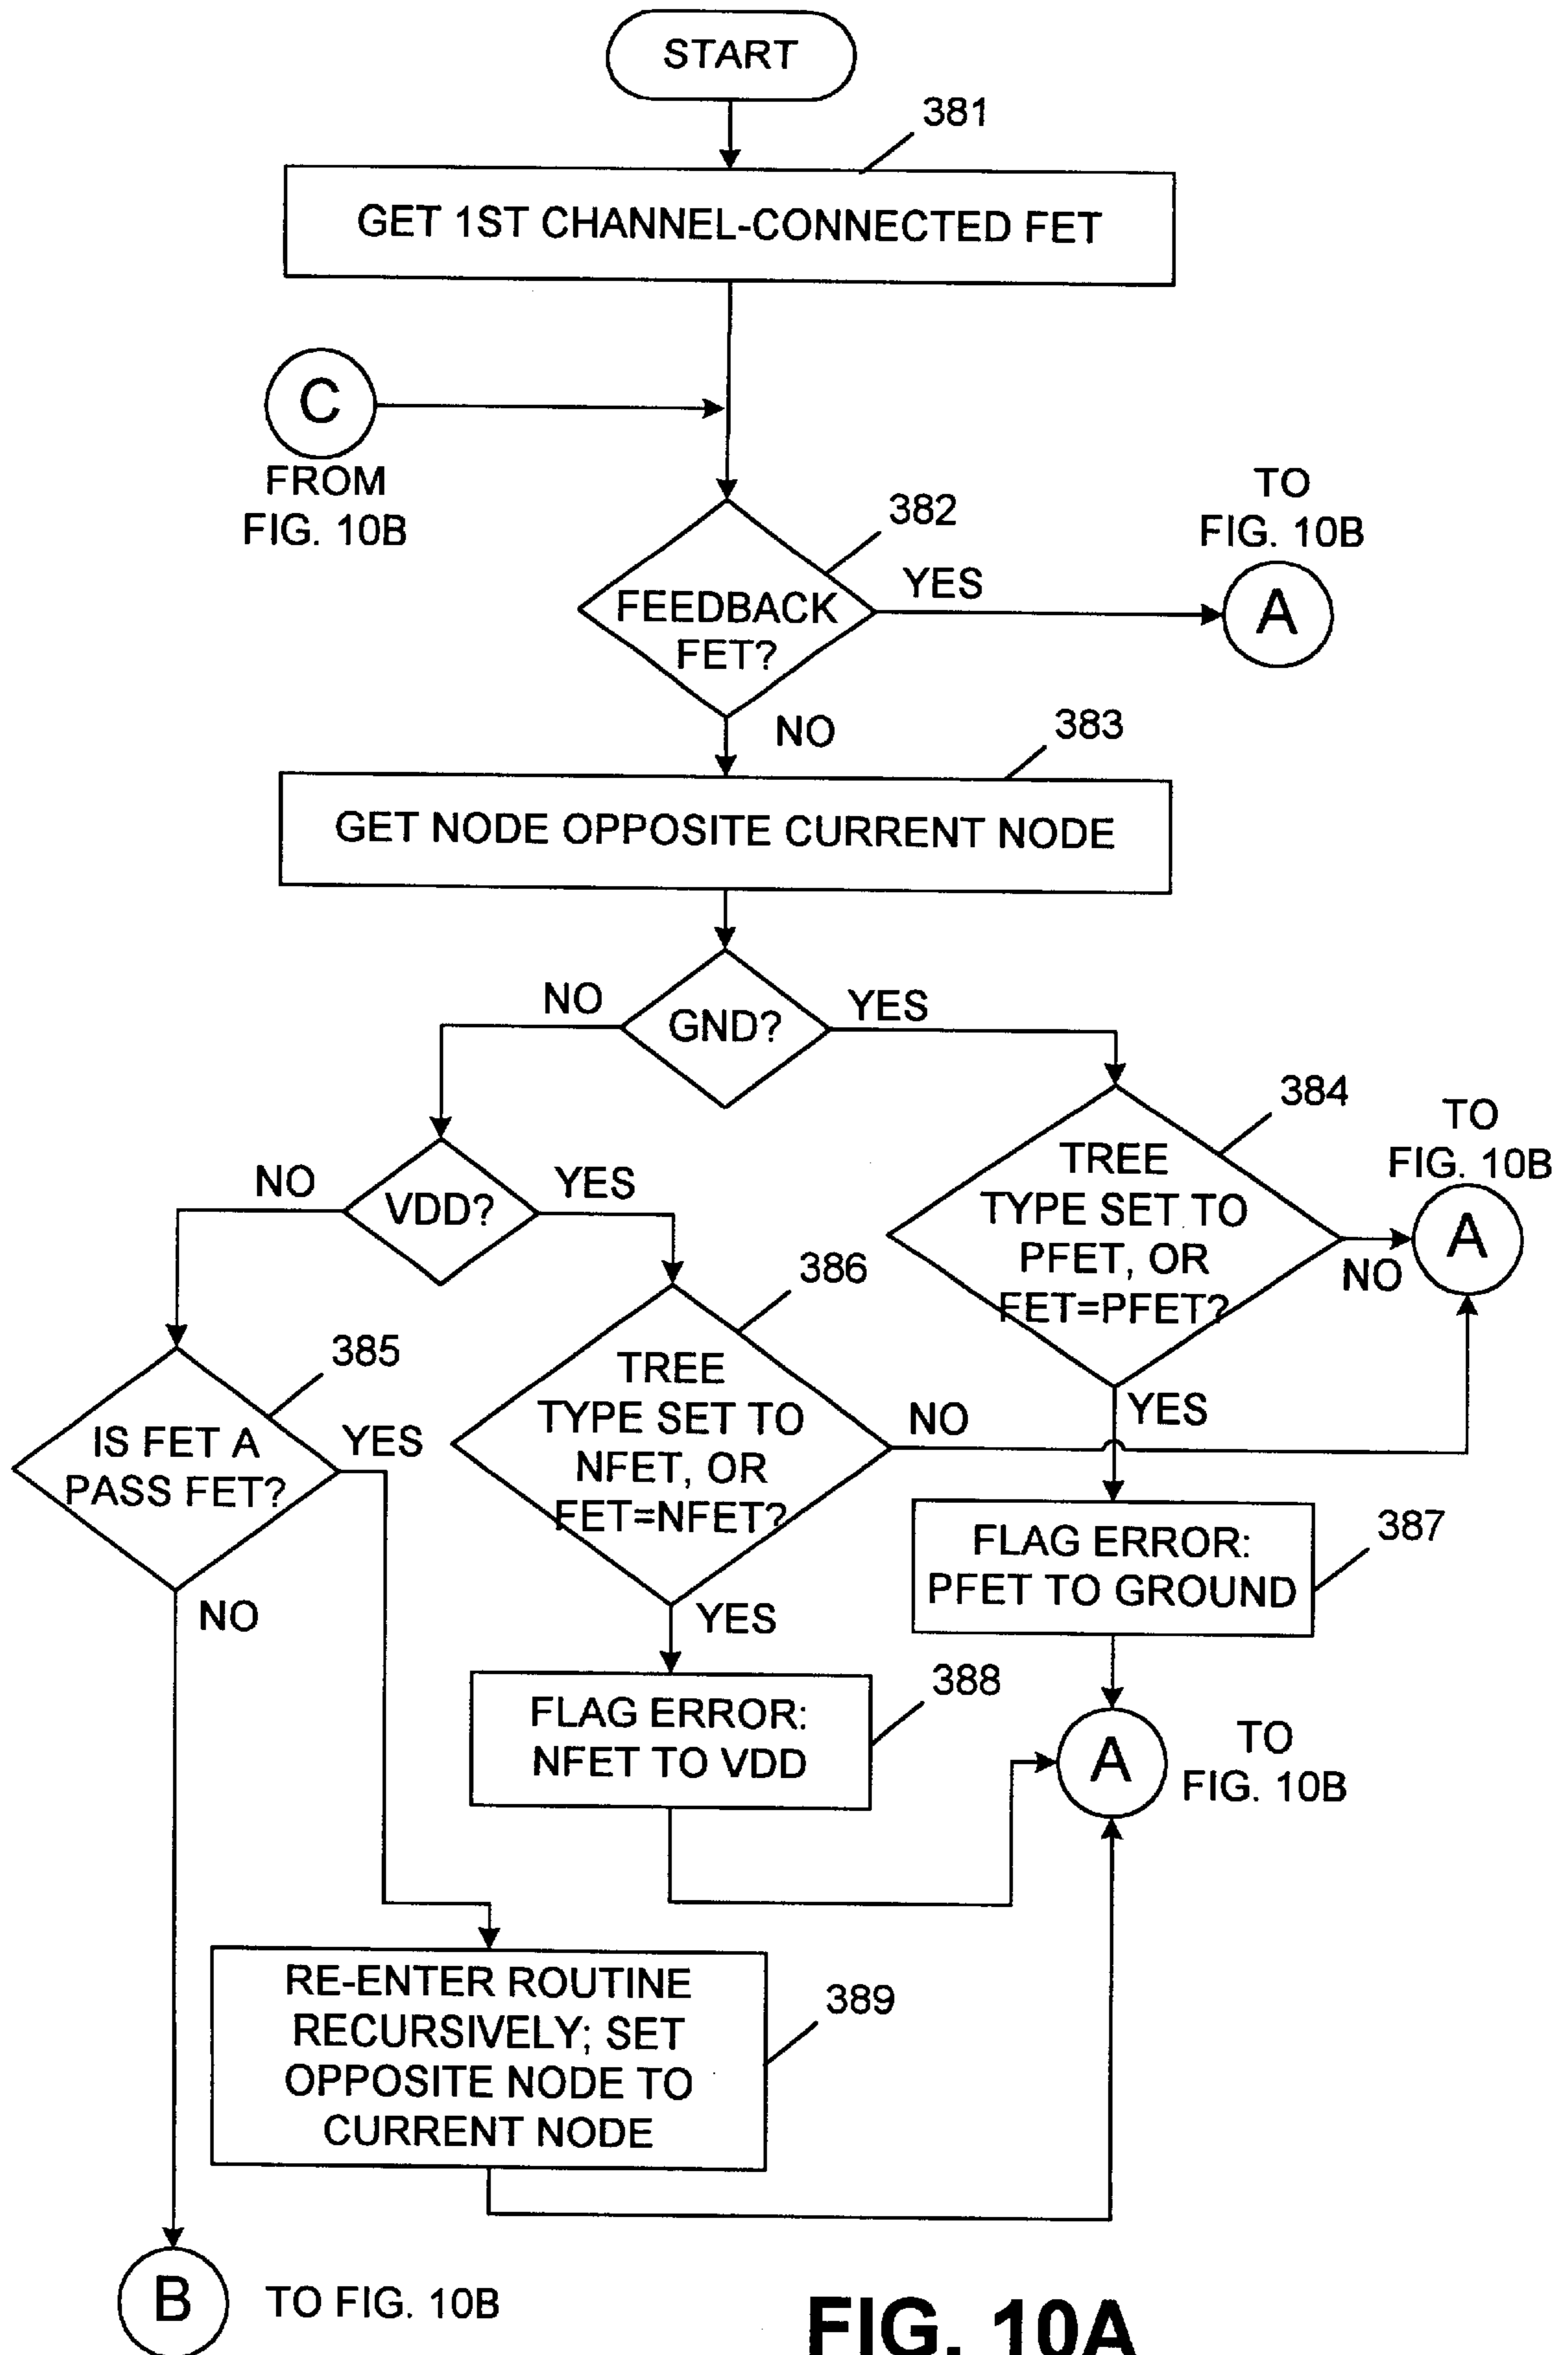 START
381
GET 1ST CHANNEL-CONNECTED FET
C
FROM
FIG. 10B
382
FEEDBACK
FET?
YES
TO
FIG. 10B
A
NO
383
GET NODE OPPOSITE CURRENT NODE
NO
GND?
YES
384
TREE
TYPE SET TO
PFET, OR
FET=PFET?
NO
TO
FIG. 10B
A
NO
VDD?
YES
386
TREE
TYPE SET TO
NFET, OR
FET=NFET?
NO
YES
385
IS FET A
PASS FET?
YES
NO
387
FLAG ERROR:
PFET TO GROUND
YES
388
FLAG ERROR:
NFET TO VDD
A
TO
FIG. 10B
389
RE-ENTER ROUTINE
RECURSIVELY; SET
OPPOSITE NODE TO
CURRENT NODE
B
TO FIG. 10B
FIG. 10A